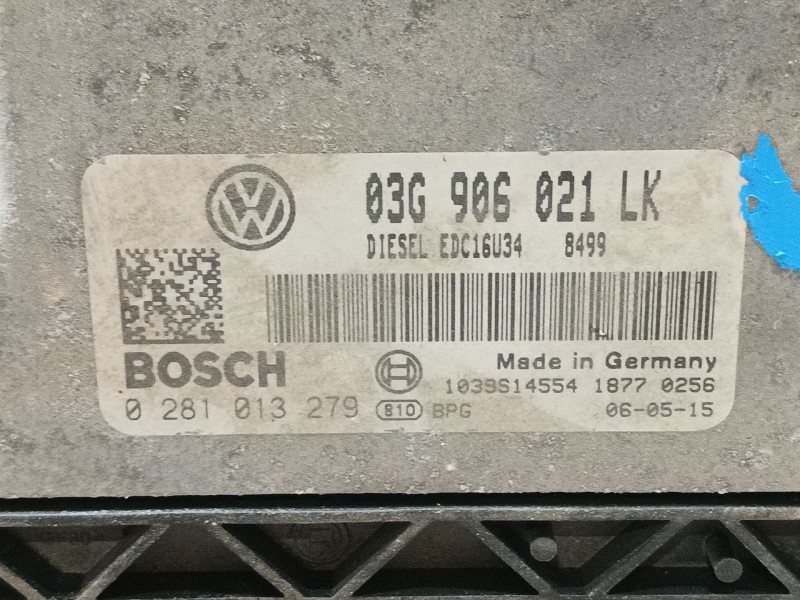 03G 906 021 LK
DIESEL EDC16U34 8499
BOSCH
Made in Germany
1039S14554 1877 0256
0 281 013 279 810 BPG 06-05-15